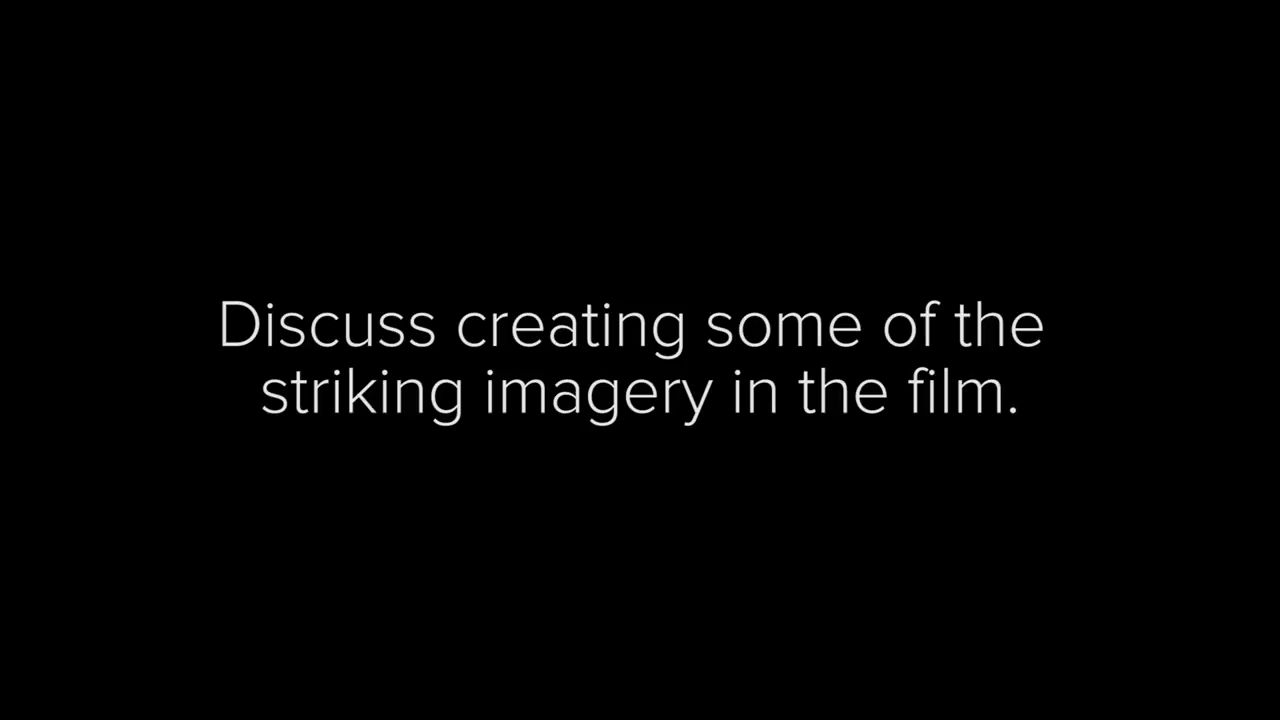 Discuss creating some of the
striking imagery in the film.